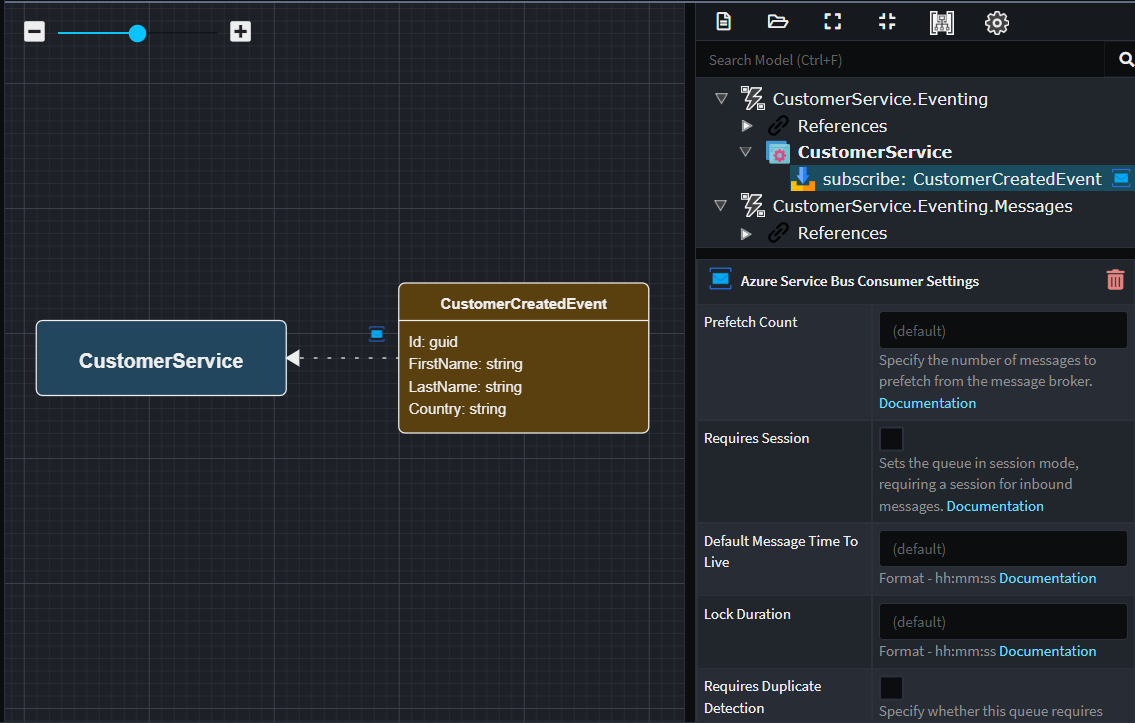 Search Model (Ctrl+F)
CustomerService.Eventing
References
CustomerService
subscribe: CustomerCreatedEvent
CustomerService.Eventing.Messages
References
CustomerService
CustomerCreatedEvent
Id: guid
FirstName: string
LastName: string
Country: string
Azure Service Bus Consumer Settings
Prefetch Count
(default)
Specify the number of messages to
prefetch from the message broker.
Documentation
Requires Session
Sets the queue in session mode,
requiring a session for inbound
messages. Documentation
Default Message Time To
Live
(default)
Format - hh:mm:ss Documentation
Lock Duration
(default)
Format - hh:mm:ss Documentation
Requires Duplicate
Detection
Specify whether this queue requires